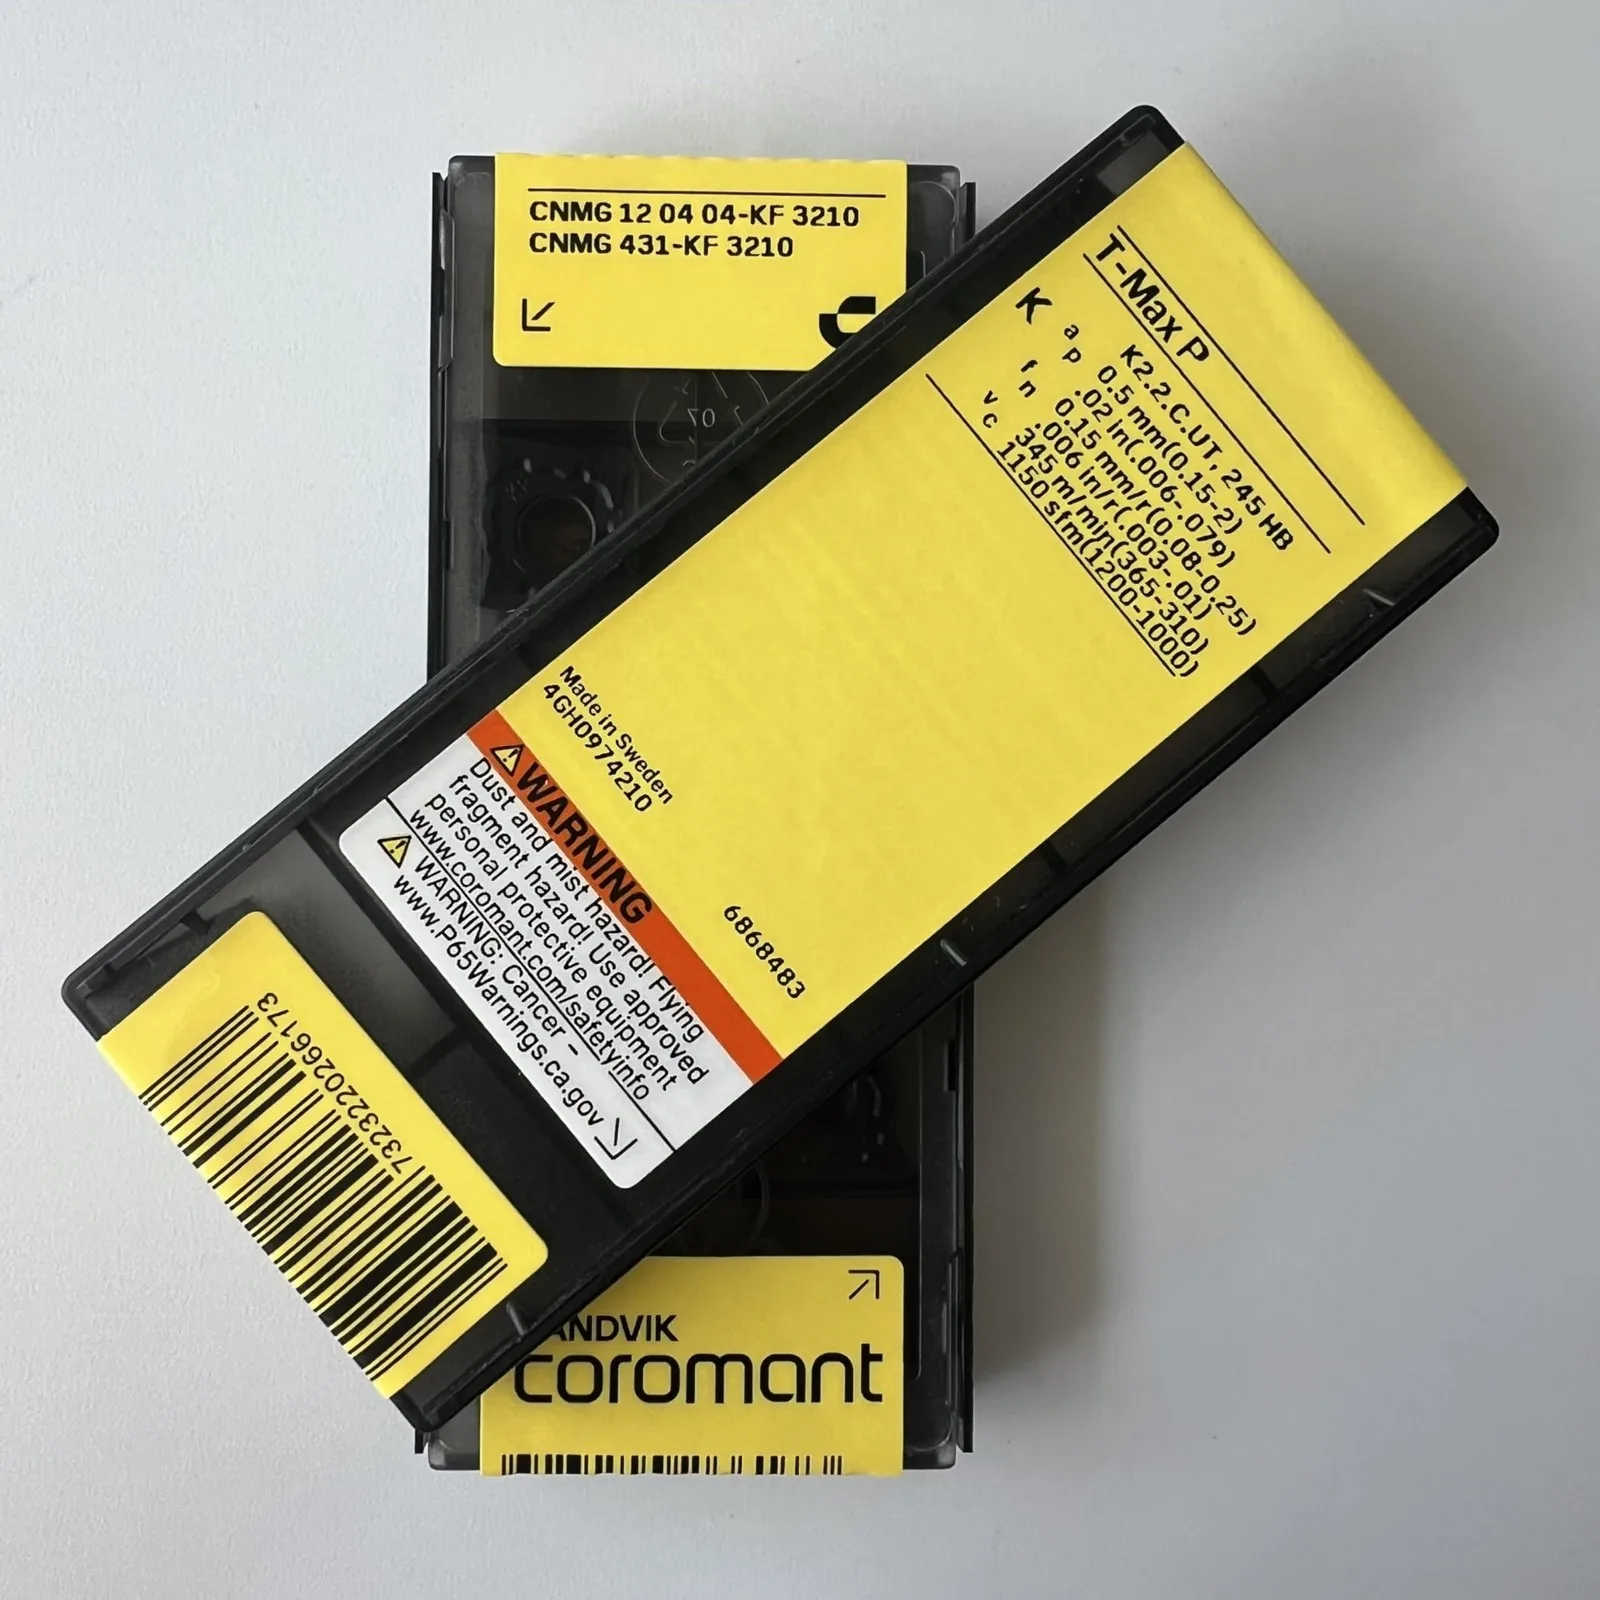 CNMG 12 04 04-KF 3210
CNMG 431-KF 3210
70
T-Max P
K K2.2.C.UT, 245 HB
ap 0.5 mm(0.15-2)
.02 in(.006-.079)
fn 0.15 mm/r(0.08-0.25)
.006 in/r(.003-.01)
vc 345 m/min(365-310)
1150 sfm(1200-1000)
Made in Sweden
4GH0974210
6868483
WARNING
Dust and mist hazard! Flying
fragment hazard! Use approved
personal protective equipment
www.coromant.com/safetyinfo
WARNING: Cancer –
www.P65Warnings.ca.gov
7323220266173
ANDVIK
coromant